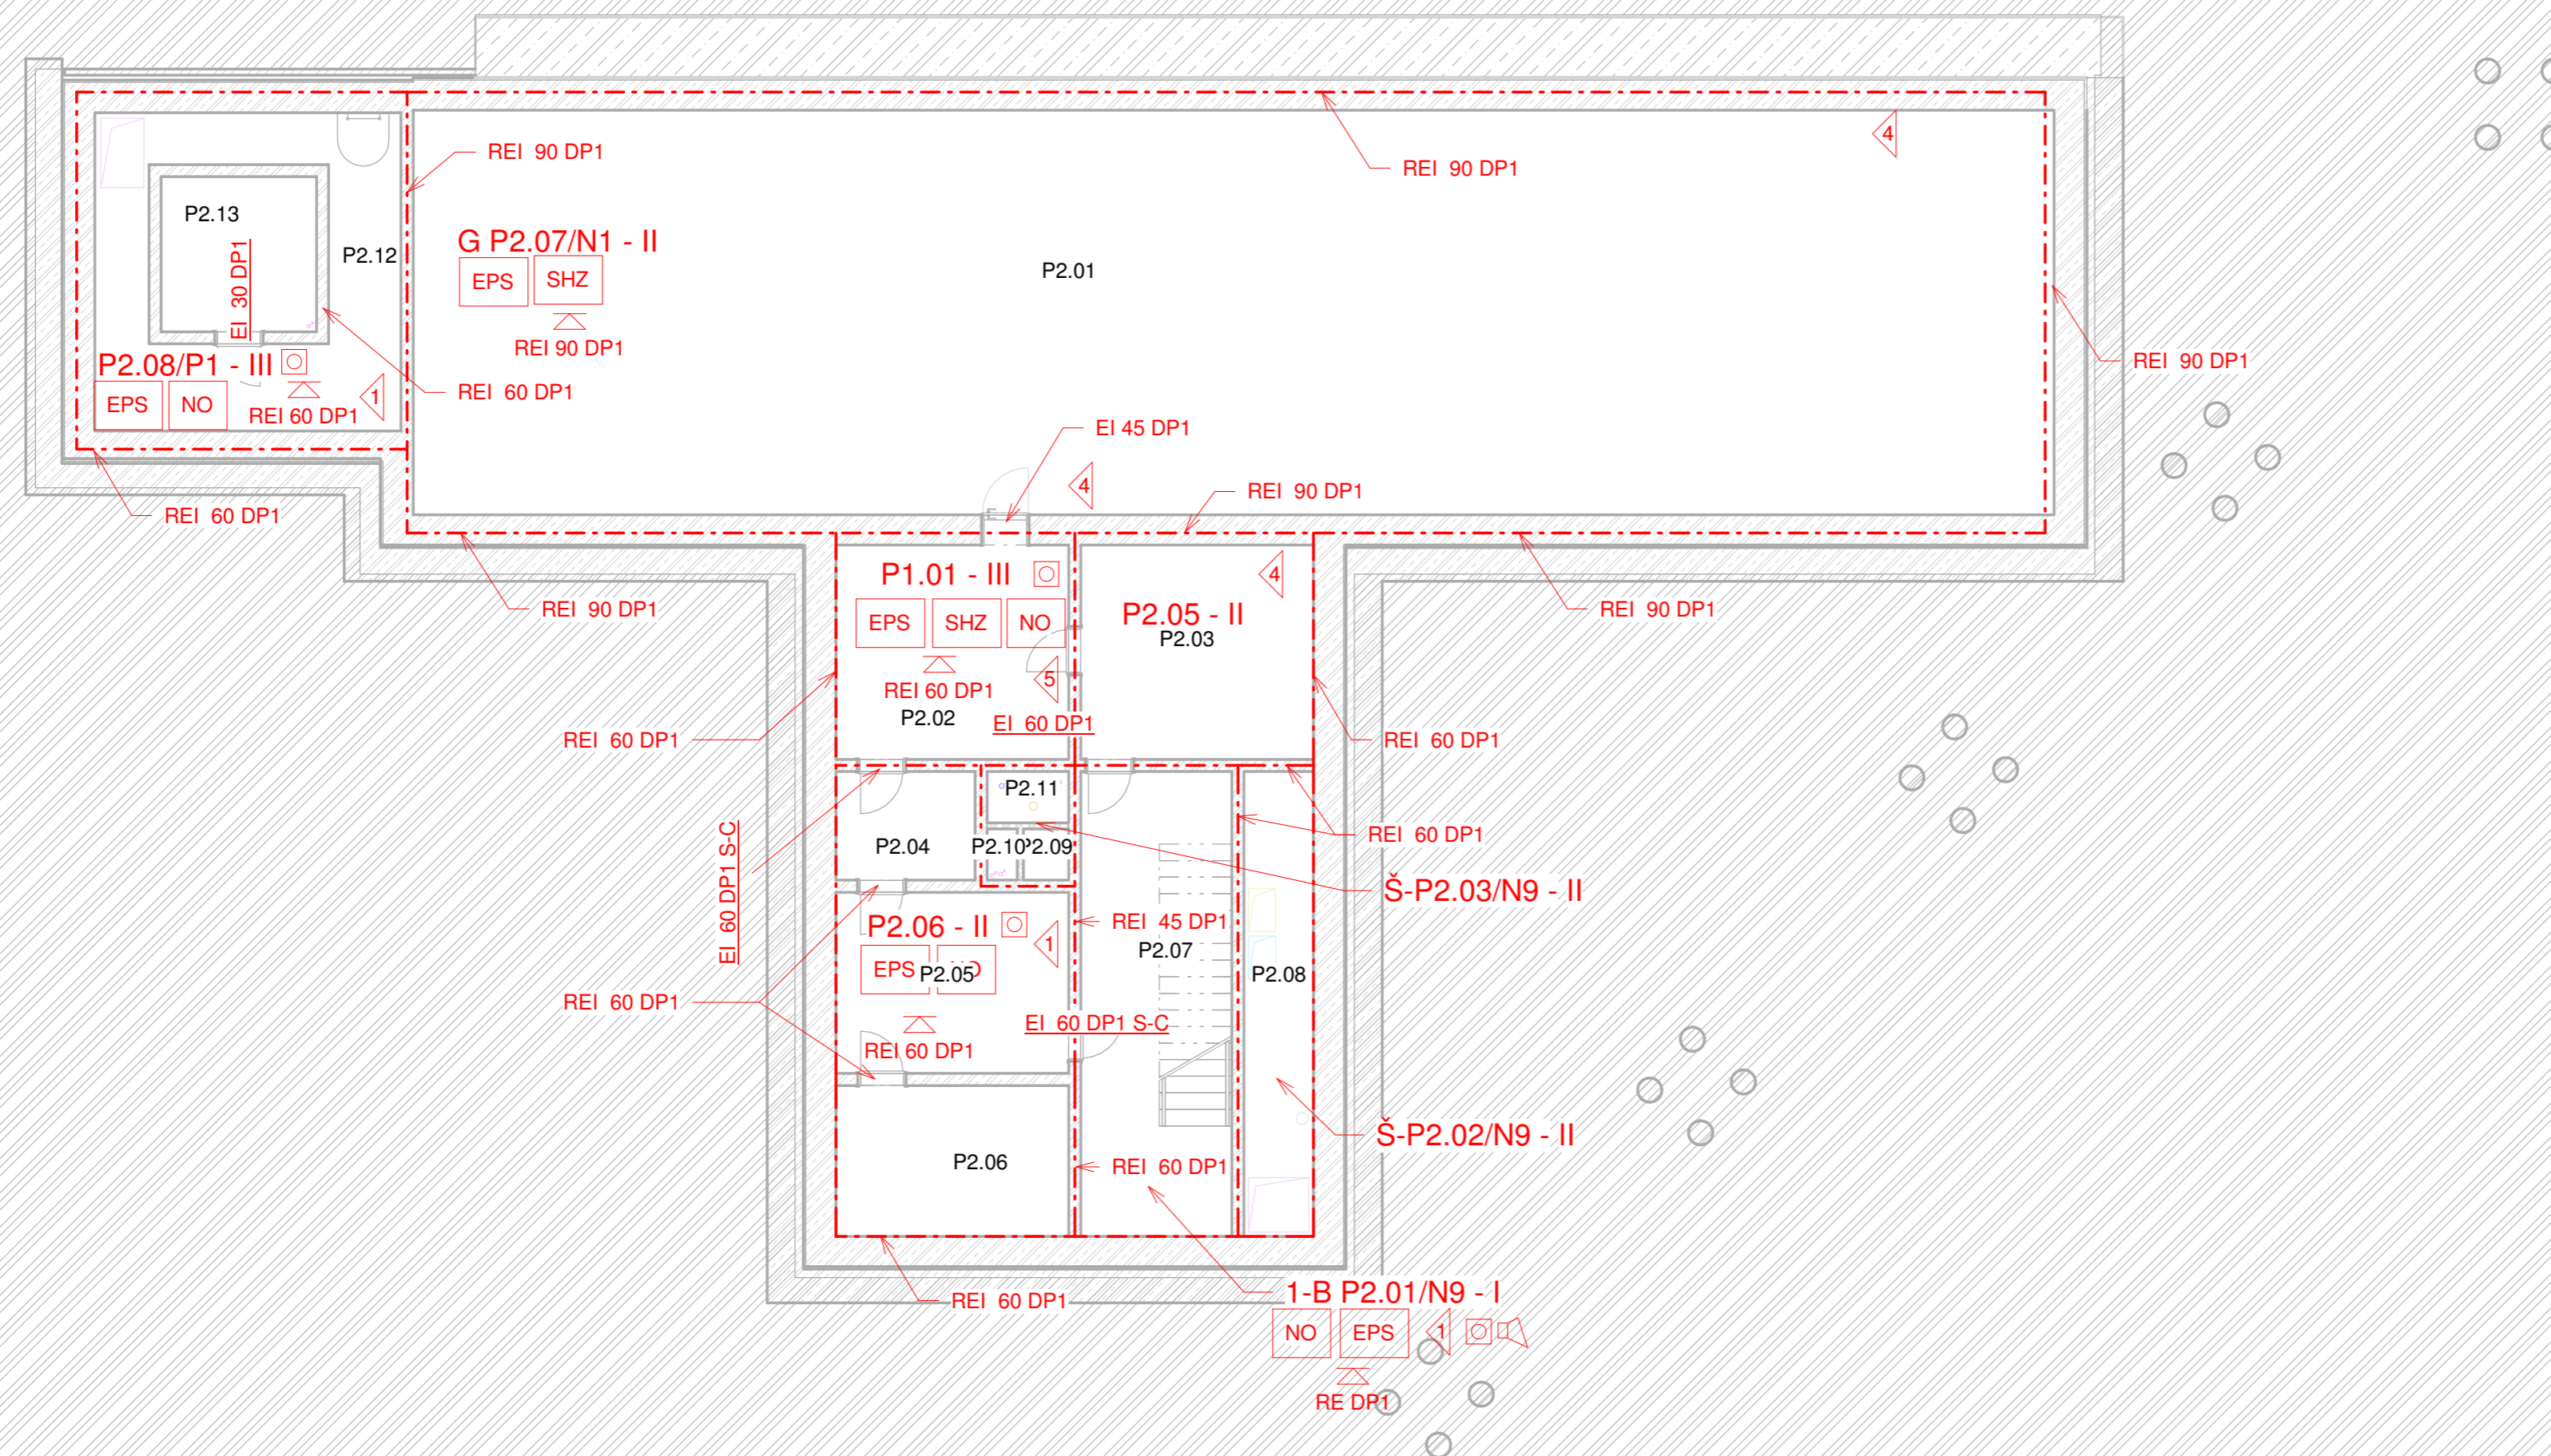 REI 90 DP1
REI 90 DP1
4
P2.13
P2.12
G P2.07/N1 - II
EPS
SHZ
REI 90 DP1
P2.01
EI 30 DP1
P2.08/P1 - III
EPS
NO
REI 60 DP1
1
REI 60 DP1
REI 90 DP1
EI 45 DP1
4
REI 90 DP1
REI 60 DP1
P1.01 - III
EPS
SHZ
NO
REI 60 DP1
5
P2.02
EI 60 DP1
4
P2.05 - II
P2.03
REI 90 DP1
REI 90 DP1
REI 60 DP1
REI 60 DP1
P2.11
P2.04
P2.10
P2.09
REI 60 DP1
EI 60 DP1 S-C
Š-P2.03/N9 - II
P2.06 - II
1
EPS
P2.05
NO
REI 45 DP1
P2.07
P2.08
REI 60 DP1
EI 60 DP1 S-C
REI 60 DP1
Š-P2.02/N9 - II
P2.06
REI 60 DP1
REI 60 DP1
1-B P2.01/N9 - I
NO
EPS
1
RE DP1